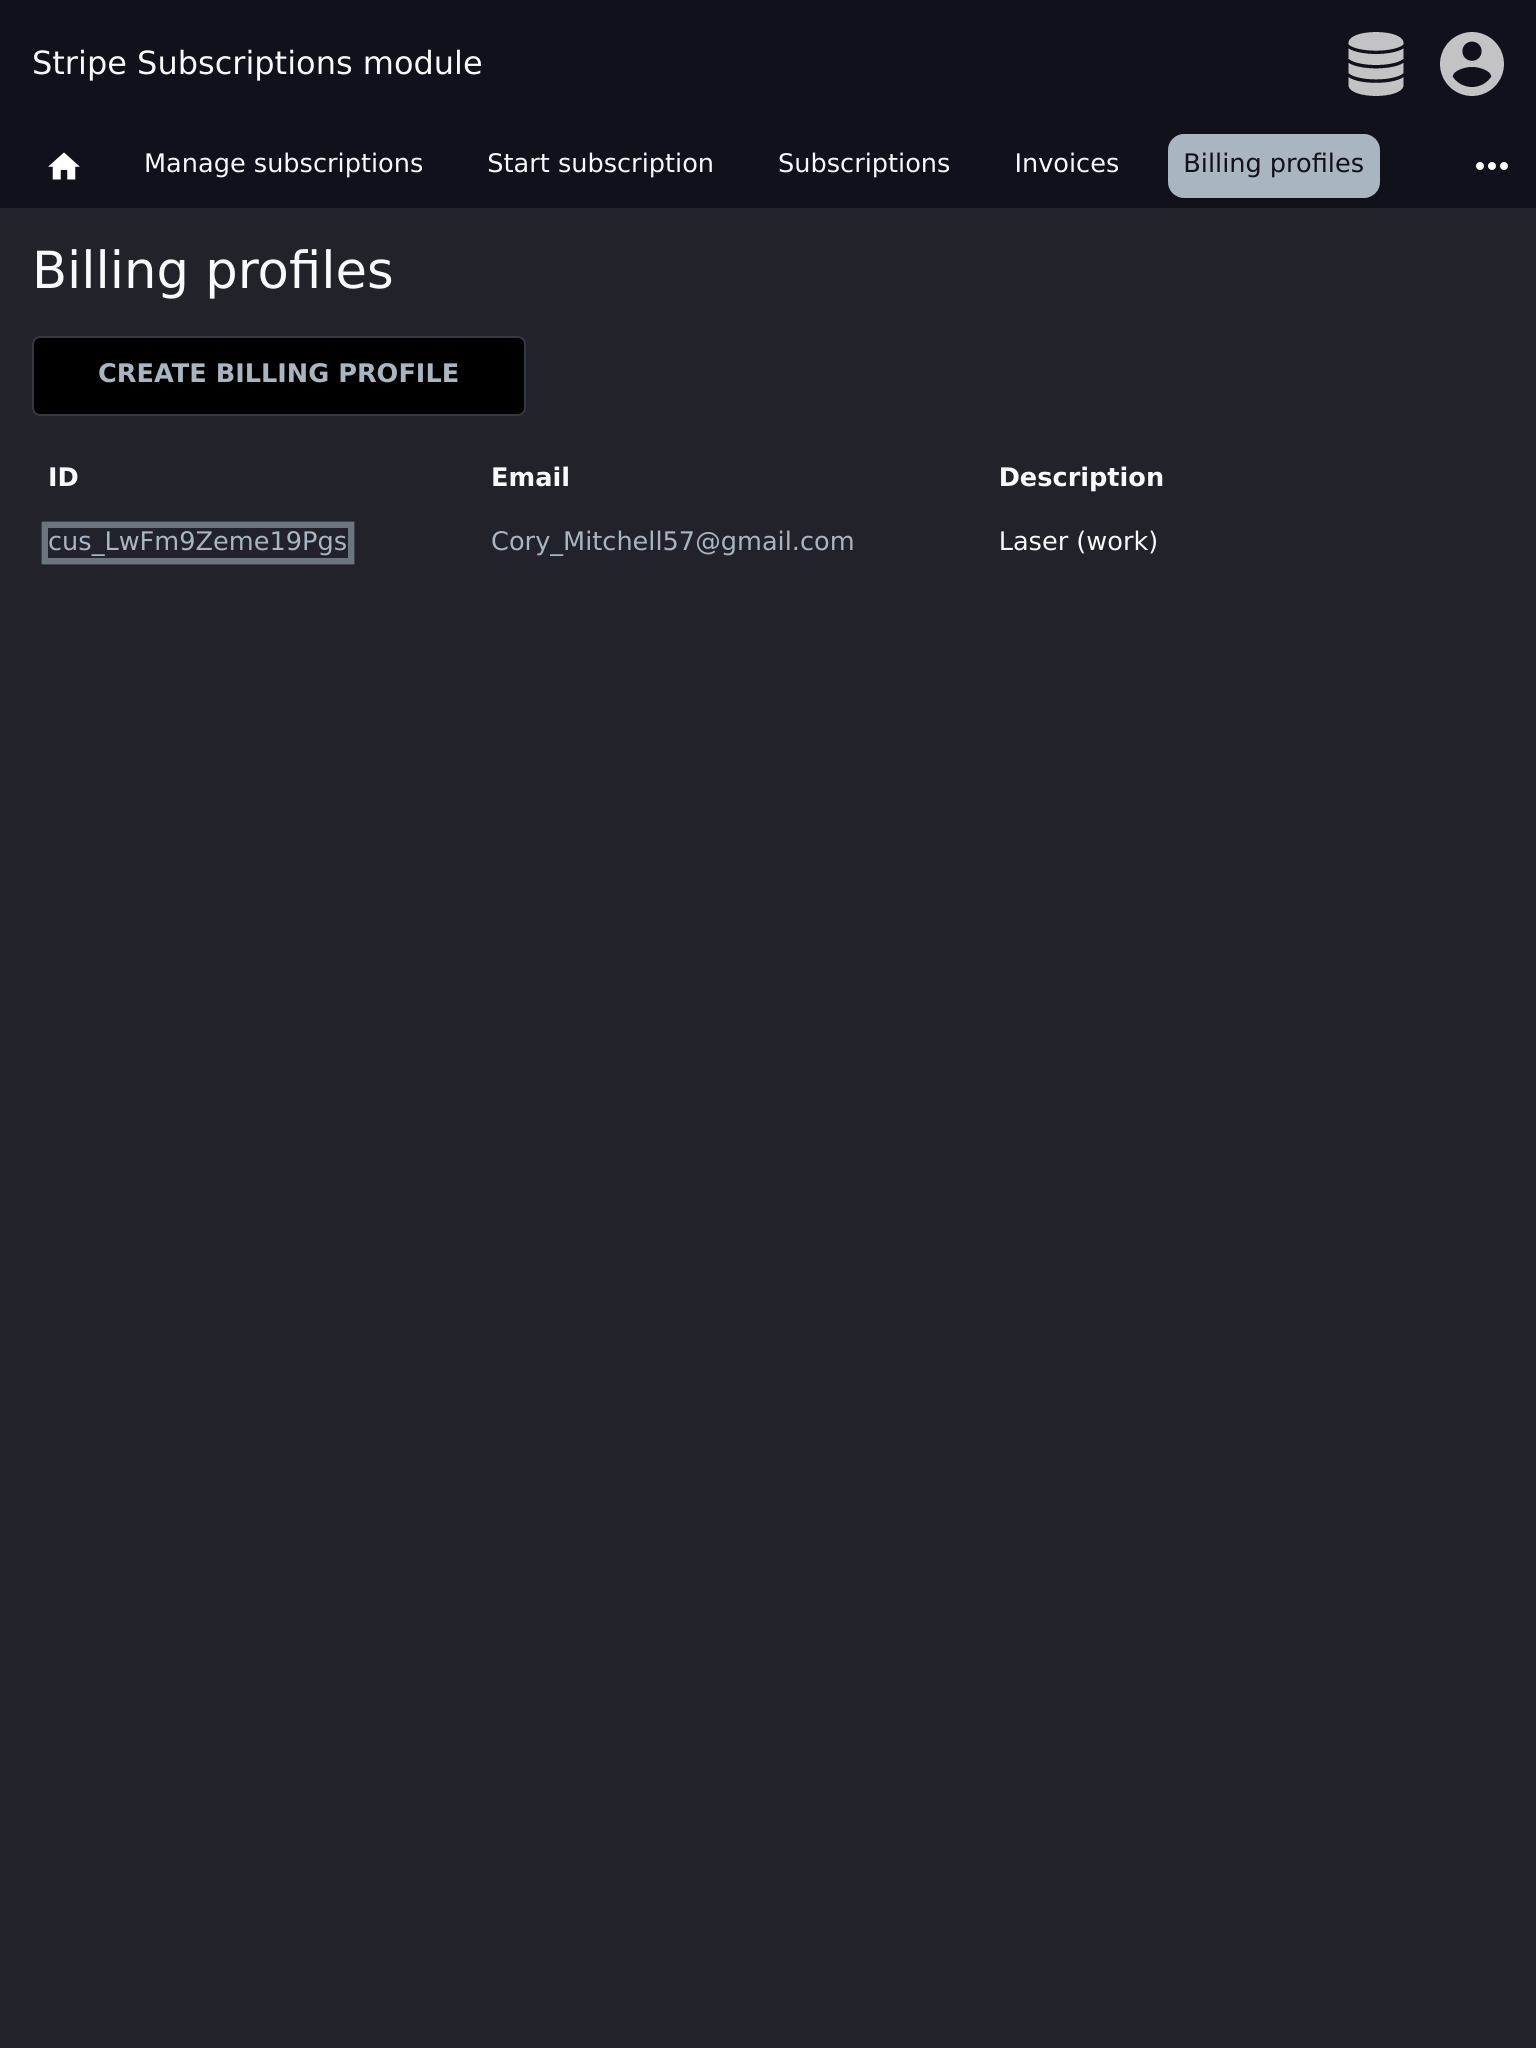 Stripe Subscriptions module
Manage subscriptions Start subscription Subscriptions Invoices Billing profiles
Billing profiles
CREATE BILLING PROFILE
ID Email Description
cus_LwFm9Zeme19Pgs Cory_Mitchell57@gmail.com Laser (work)